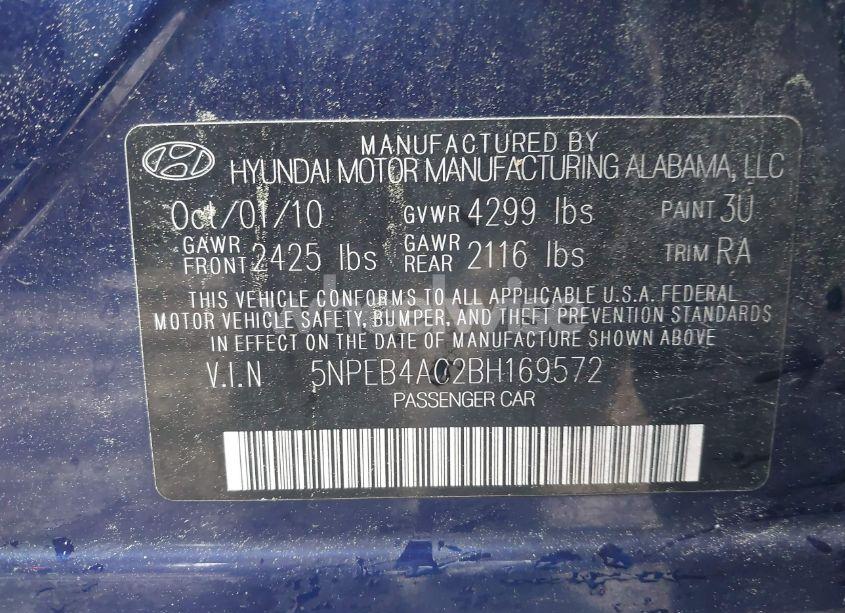 MANUFACTURED BY
HYUNDAI MOTOR MANUFACTURING ALABAMA, LLC
Oct/01/10 GVWR 4299 lbs PAINT 3U
GAWR FRONT 2425 lbs GAWR REAR 2116 lbs TRIM RA
THIS VEHICLE CONFORMS TO ALL APPLICABLE U.S.A. FEDERAL
MOTOR VEHICLE SAFETY, BUMPER, AND THEFT PREVENTION STANDARDS
IN EFFECT ON THE DATE OF MANUFACTURE SHOWN ABOVE
V.I.N 5NPEB4AC2BH169572
PASSENGER CAR